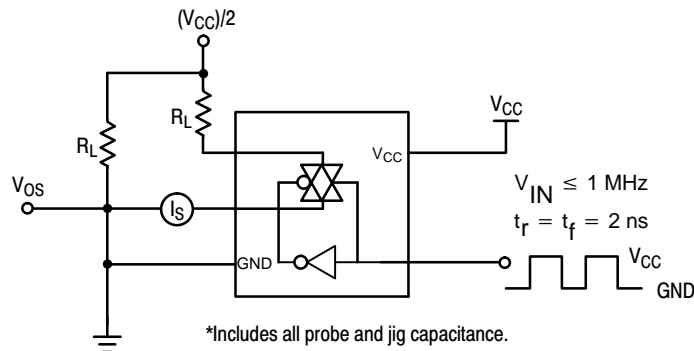 (VCC)/2
RL
RL
VCC
VCC
VOS
IS
VIN ≤ 1 MHz
tr = tf = 2 ns
GND
VCC
GND
*Includes all probe and jig capacitance.